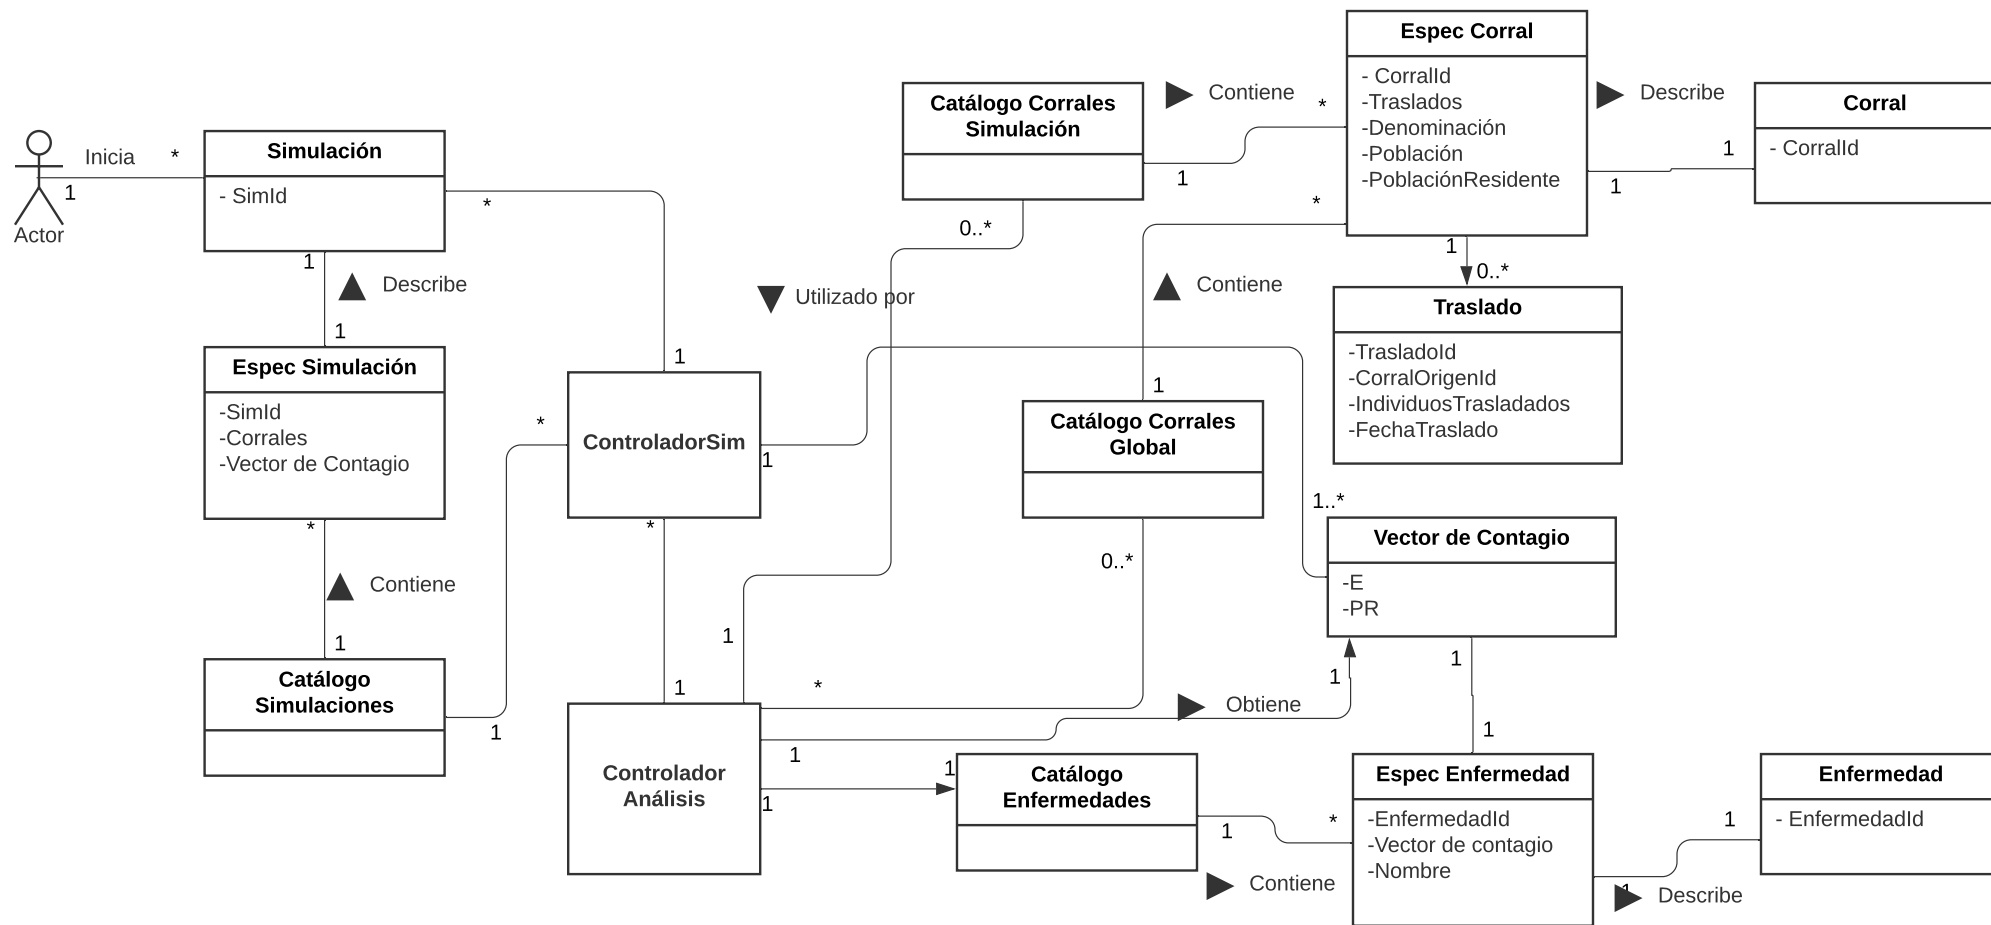 Espec Corral
- CorralId
-Traslados
-Denominación
-Población
-PoblaciónResidente
Catálogo Corrales
Simulación
Contiene
*
1
Describe
1
1
Corral
- CorralId
Actor
Inicia
*
1
Simulación
- SimId
*
1
Describe
1
0..*
Utilizado por
*
Contiene
1
1
0..*
Traslado
-TrasladoId
-CorralOrigenId
-IndividuosTrasladados
-FechaTraslado
Espec Simulación
-SimId
-Corrales
-Vector de Contagio
*
1
*
ControladorSim
1
*
Catálogo Corrales
Global
0..*
1..*
Vector de Contagio
-E
-PR
Contiene
1
Catálogo
Simulaciones
1
1
1
*
1
Obtiene
1
1
1
Controlador
Análisis
1
1
Catálogo
Enfermedades
1
*
Contiene
Espec Enfermedad
-EnfermedadId
-Vector de contagio
-Nombre
1
1
Describe
Enfermedad
- EnfermedadId